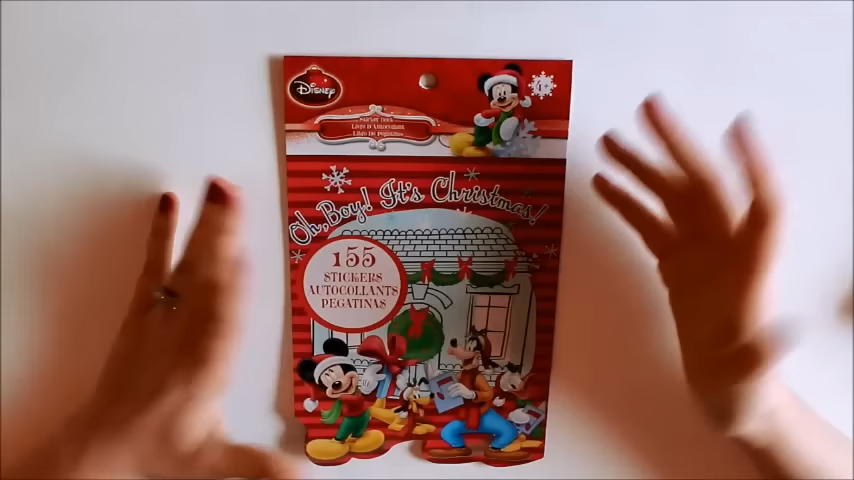 Disney
Sticker Book
Livre D'Autocollants
Libro De Pegatinas
Oh, Boy! It's Christmas!
155
STICKERS
AUTOCOLLANTS
PEGATINAS